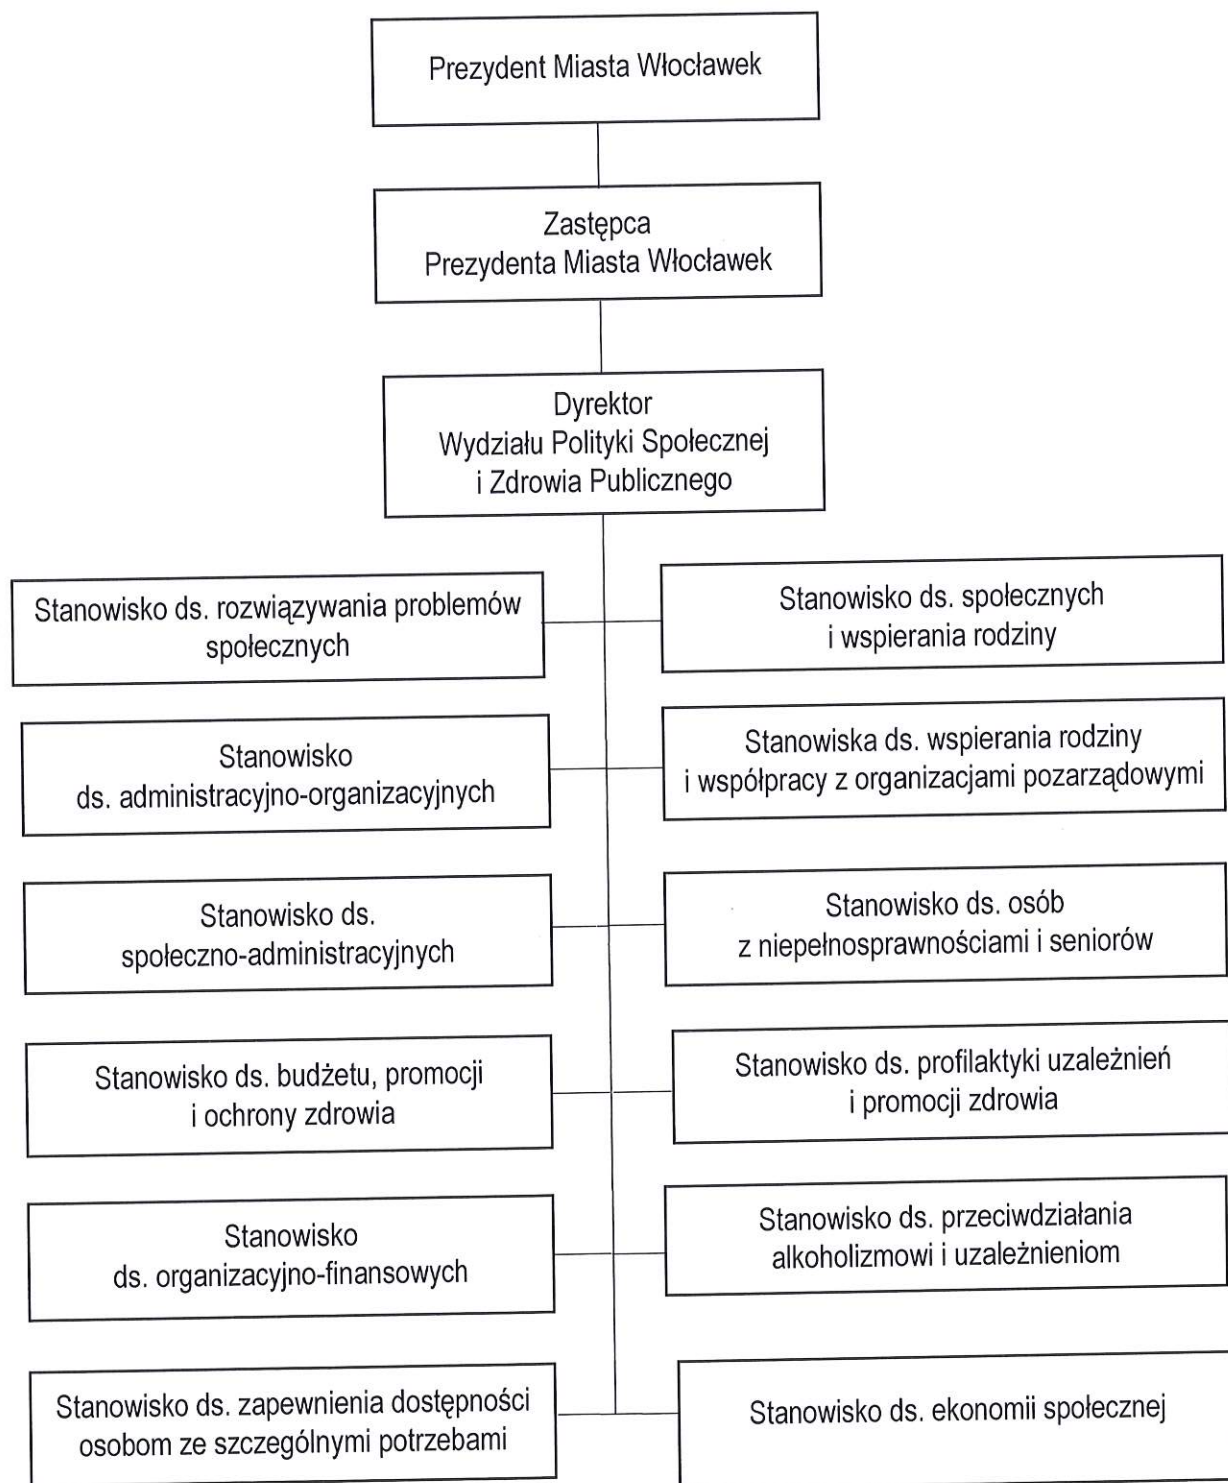 Prezydent Miasta Włocławek
Zastępca
Prezydenta Miasta Włocławek
Dyrektor
Wydziału Polityki Społecznej
i Zdrowia Publicznego
Stanowisko ds. rozwiązywania problemów
społecznych
Stanowisko ds. społecznych
i wspierania rodziny
Stanowisko
ds. administracyjno-organizacyjnych
Stanowiska ds. wspierania rodziny
i współpracy z organizacjami pozarządowymi
Stanowisko ds.
społeczno-administracyjnych
Stanowisko ds. osób
z niepełnosprawnościami i seniorów
Stanowisko ds. budżetu, promocji
i ochrony zdrowia
Stanowisko ds. profilaktyki uzależnień
i promocji zdrowia
Stanowisko
ds. organizacyjno-finansowych
Stanowisko ds. przeciwdziałania
alkoholizmowi i uzależnieniom
Stanowisko ds. zapewnienia dostępności
osobom ze szczególnymi potrzebami
Stanowisko ds. ekonomii społecznej